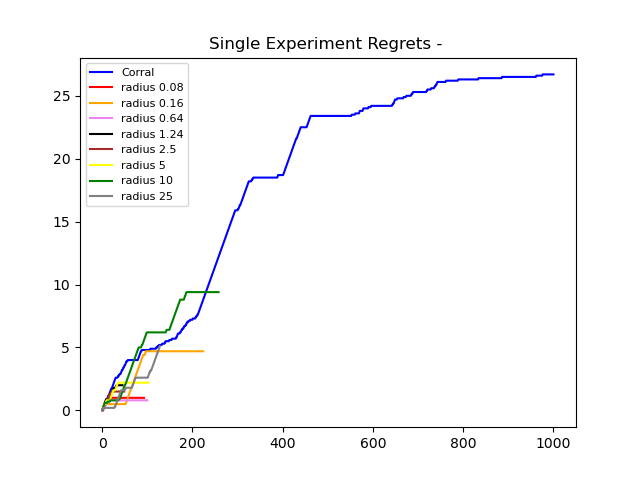 Single Experiment Regrets -
Corral
radius 0.08
radius 0.16
radius 0.64
radius 1.24
radius 2.5
radius 5
radius 10
radius 25
25
20
15
10
5
0
0 200 400 600 800 1000